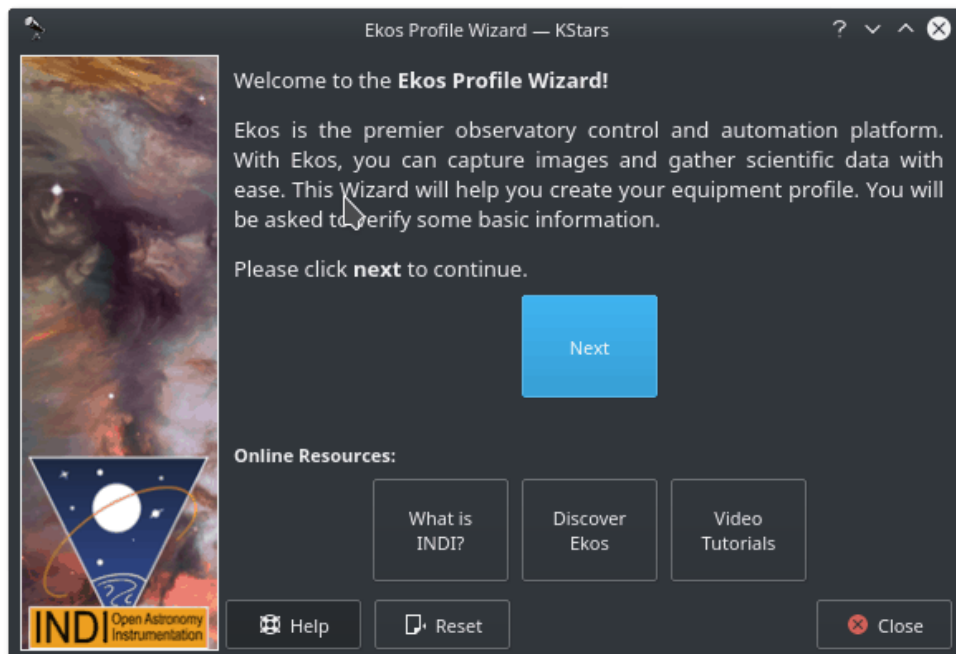 Ekos Profile Wizard — KStars
Welcome to the Ekos Profile Wizard!
Ekos is the premier observatory control and automation platform.
With Ekos, you can capture images and gather scientific data with
ease. This Wizard will help you create your equipment profile. You will
be asked to verify some basic information.
Please click next to continue.
Next
Online Resources:
What is
INDI?
Discover
Ekos
Video
Tutorials
INDI
Open Astronomy
Instrumentation
Help
Reset
Close